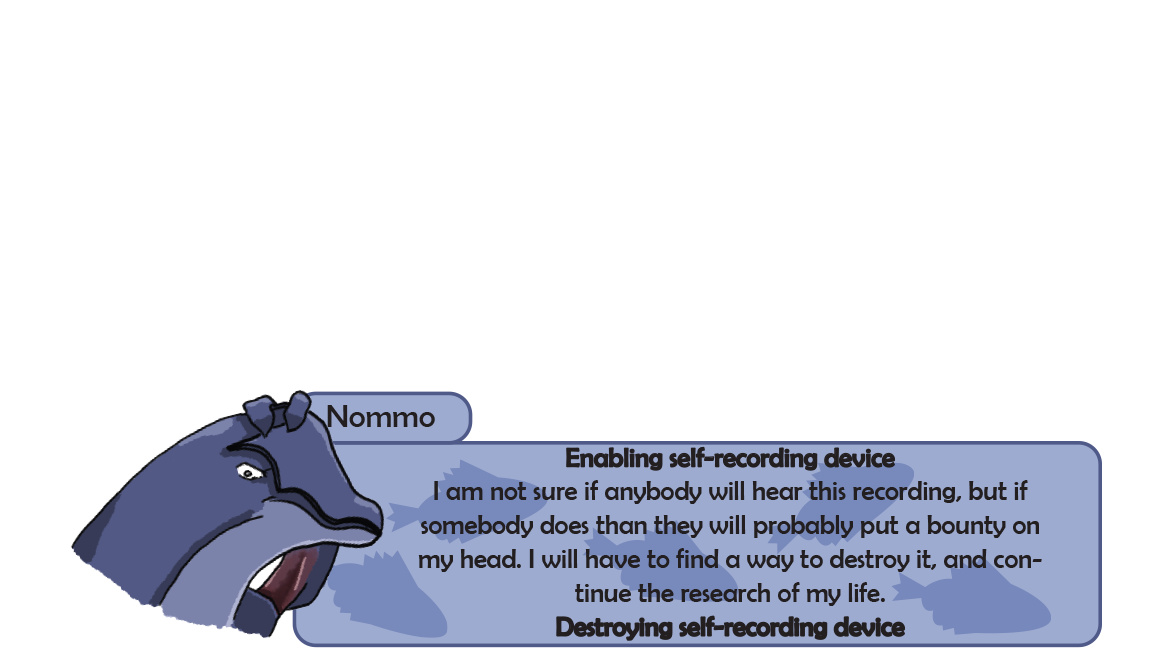 Nommo
Enabling self-recording device
I am not sure if anybody will hear this recording, but if
somebody does than they will probably put a bounty on
my head. I will have to find a way to destroy it, and con-
tinue the research of my life.
Destroying self-recording device